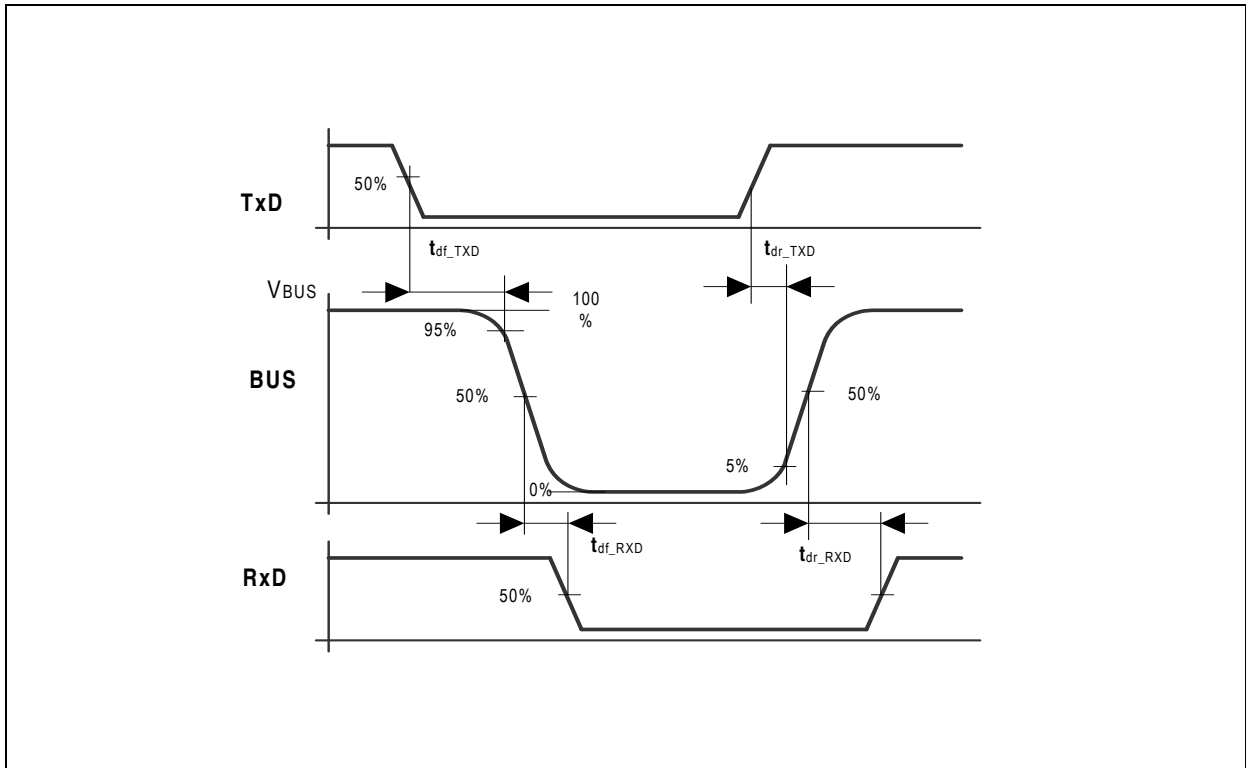 50%
TxD
tdf_TXD
tdr_TXD
VBUS
100
%
95%
BUS
50%
50%
5%
0%
tdf_RXD
tdr_RXD
RxD
50%